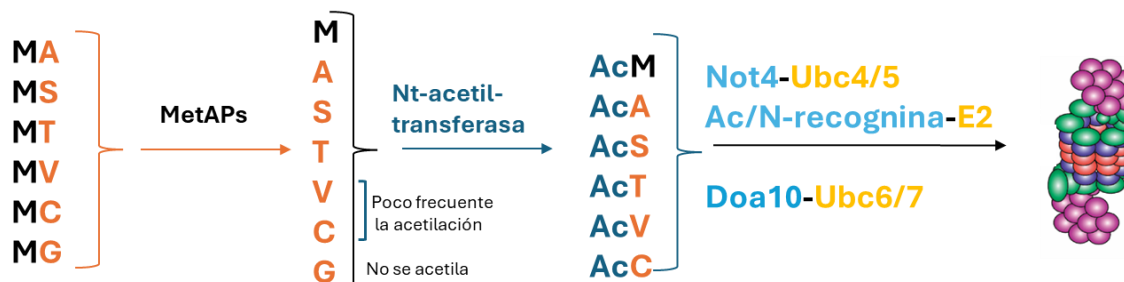 MA
MS
MT
MV
MC
MG
MetAPs
M
A
S
T
V
C
G
Poco frecuente
la acetilación
No se acetila
Nt-acetil-
transferasa
AcM
AcA
AcS
AcT
AcV
AcC
Not4-Ubc4/5
Ac/N-recognina-E2
Doa10-Ubc6/7